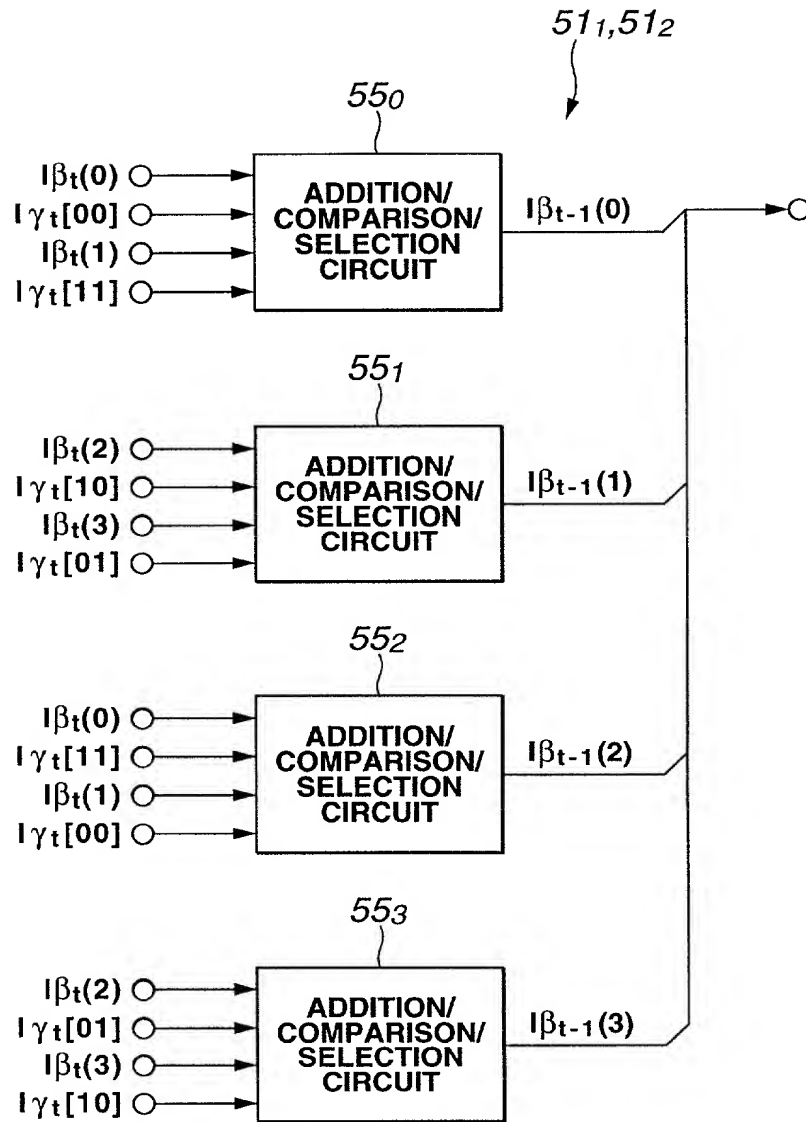 51₁,51₂
55₀
Iβt(0)
Iγt[00]
Iβt(1)
Iγt[11]
ADDITION/
COMPARISON/
SELECTION
CIRCUIT
Iβt-1(0)
55₁
Iβt(2)
Iγt[10]
Iβt(3)
Iγt[01]
ADDITION/
COMPARISON/
SELECTION
CIRCUIT
Iβt-1(1)
55₂
Iβt(0)
Iγt[11]
Iβt(1)
Iγt[00]
ADDITION/
COMPARISON/
SELECTION
CIRCUIT
Iβt-1(2)
55₃
Iβt(2)
Iγt[01]
Iβt(3)
Iγt[10]
ADDITION/
COMPARISON/
SELECTION
CIRCUIT
Iβt-1(3)